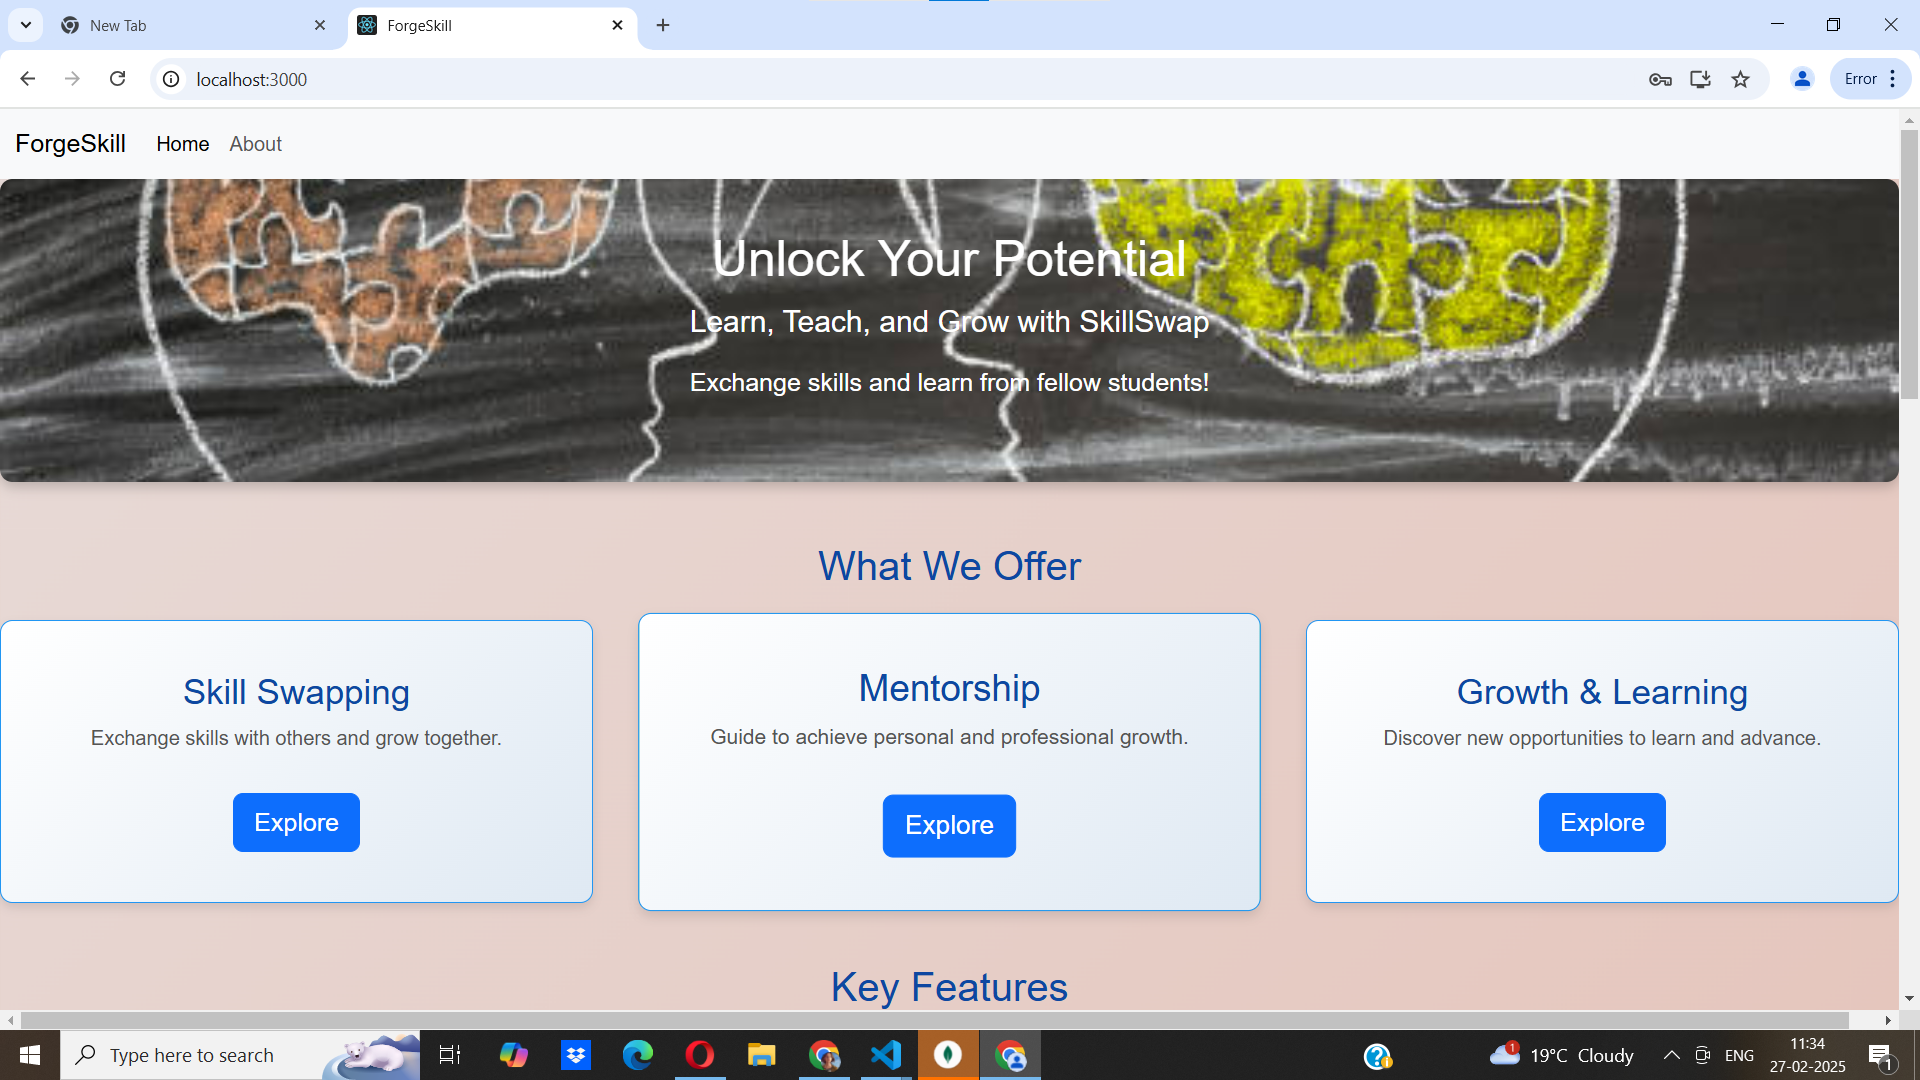 New Tab
ForgeSkill
localhost:3000
Error
ForgeSkill Home About
Unlock Your Potential
Learn, Teach, and Grow with SkillSwap
Exchange skills and learn from fellow students!
What We Offer
Skill Swapping
Exchange skills with others and grow together.
Explore
Mentorship
Guide to achieve personal and professional growth.
Explore
Growth & Learning
Discover new opportunities to learn and advance.
Explore
Key Features
Type here to search
1
19°C Cloudy
ENG
11:34
27-02-2025
1